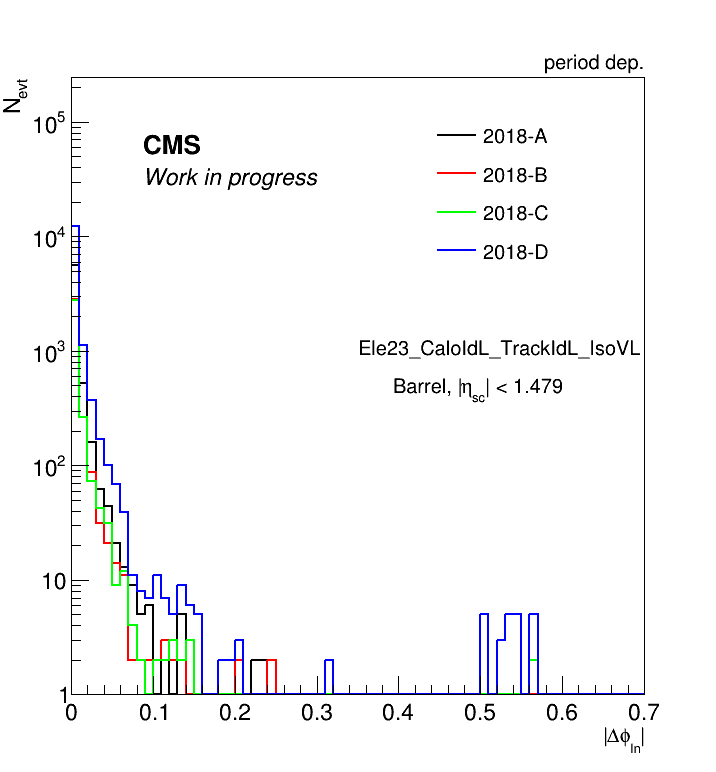 period dep.
N_evt
CMS
Work in progress
2018-A
2018-B
2018-C
2018-D
Ele23_CaloIdL_TrackIdL_IsoVL
Barrel, |η_sc| < 1.479
10^5
10^4
10^3
10^2
10
1
0 0.1 0.2 0.3 0.4 0.5 0.6 0.7
|Δϕ_In|